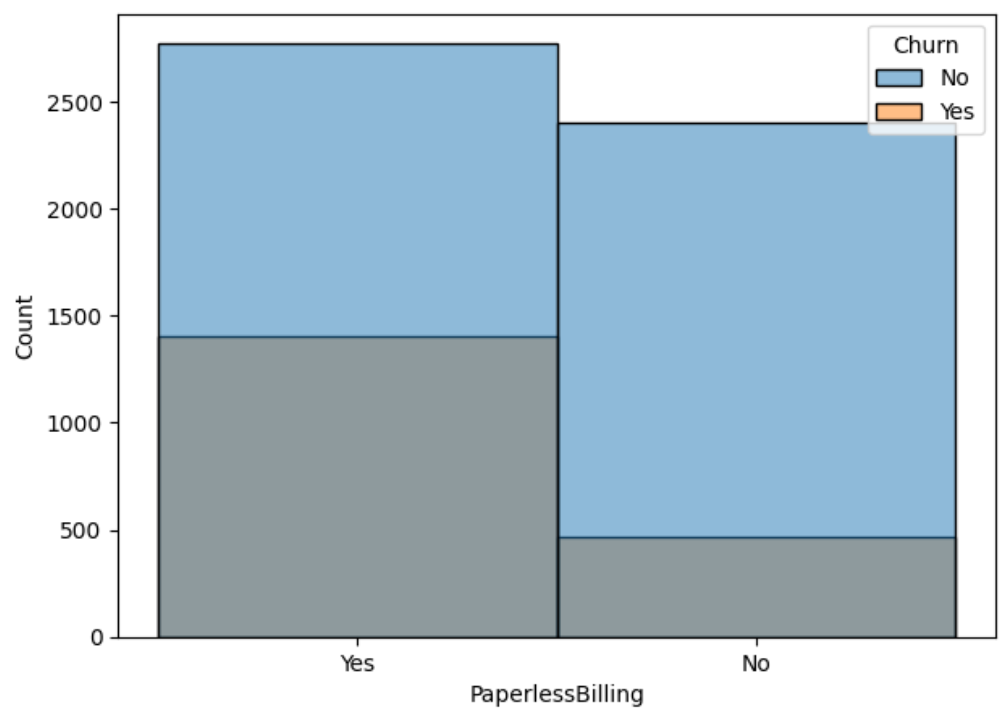 Churn
No
Yes
2500
2000
1500
1000
500
0
Count
Yes
No
PaperlessBilling